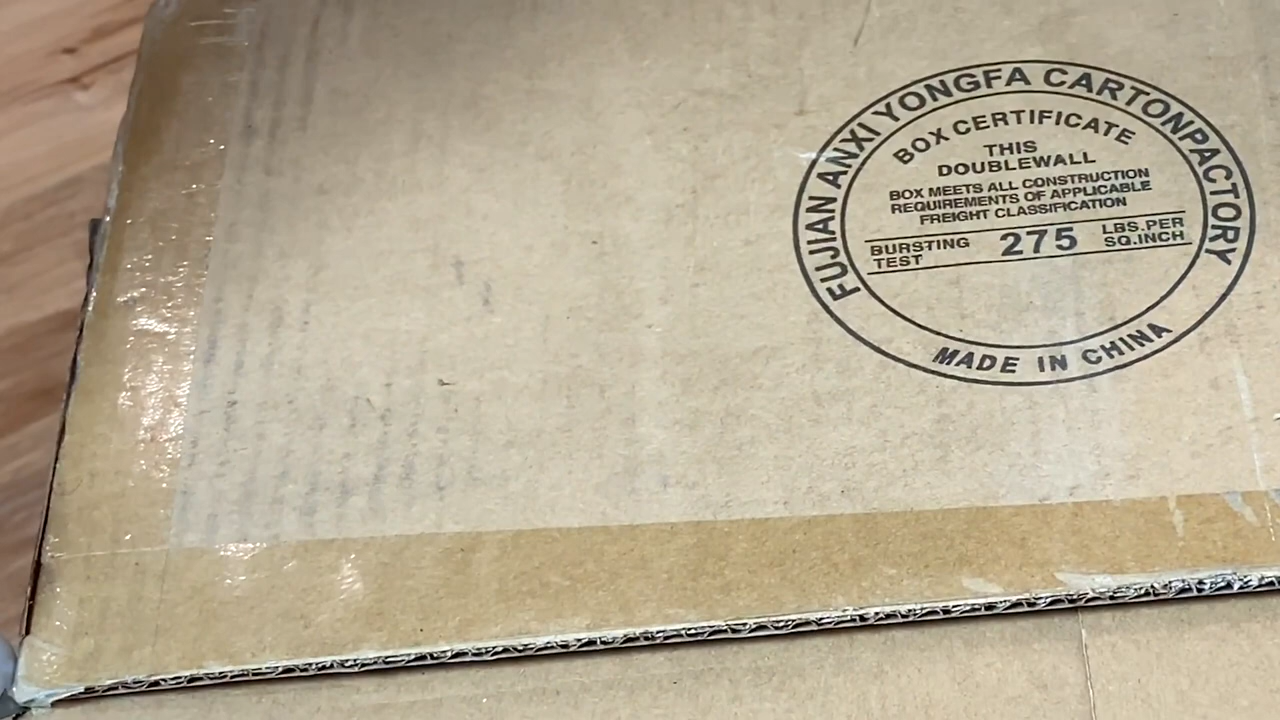 FUJIAN ANXI YONGFA CARTONPACTORY
BOX CERTIFICATE
THIS
DOUBLEWALL
BOX MEETS ALL CONSTRUCTION
REQUIREMENTS OF APPLICABLE
FREIGHT CLASSIFICATION
BURSTING TEST 275 LBS.PER SQ.INCH
MADE IN CHINA